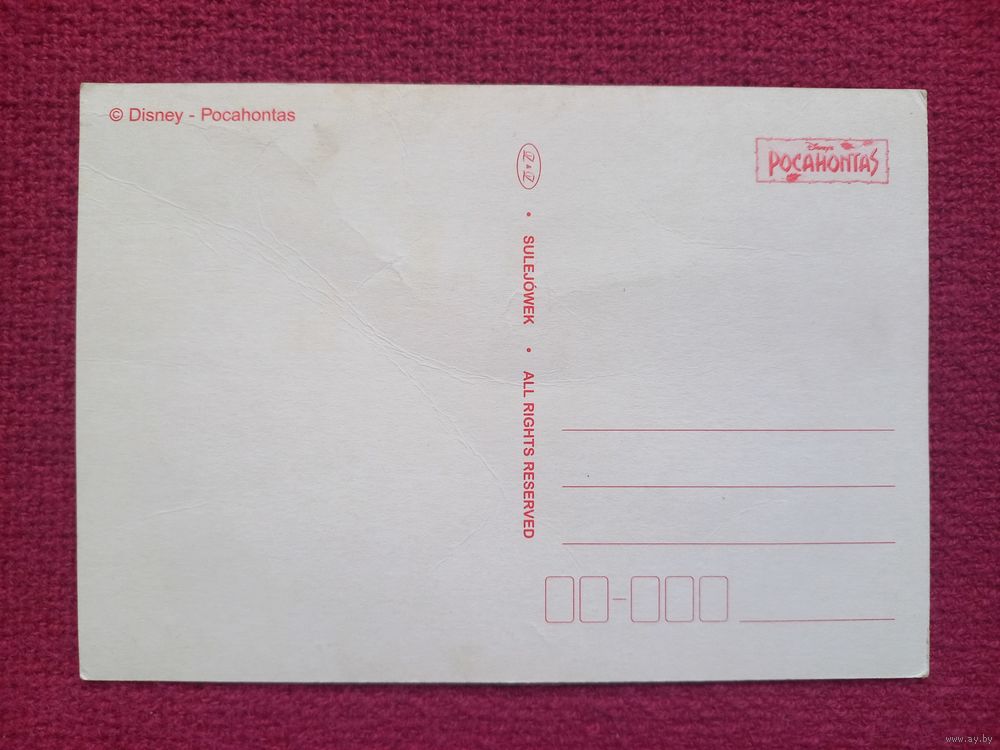 © Disney - Pocahontas
Disney's
POCAHONTAS
• SULEJÓWEK • ALL RIGHTS RESERVED
www.ay.by